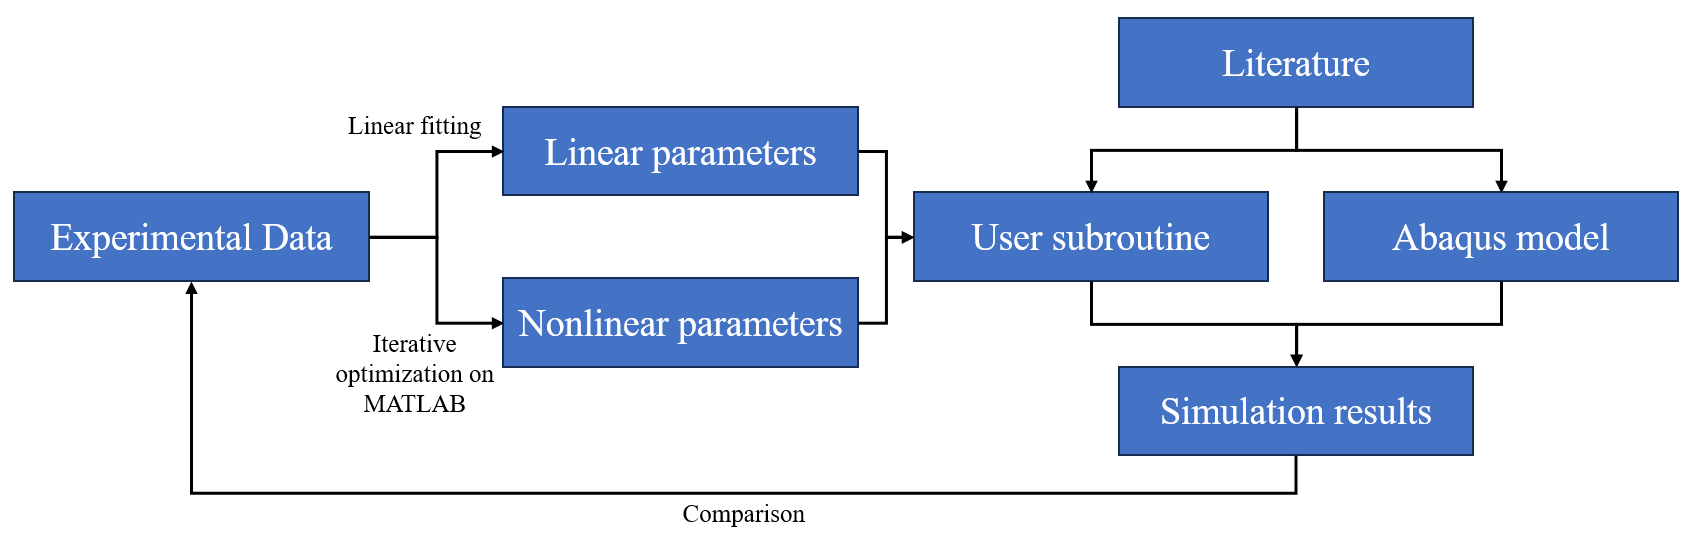 Literature
Linear fitting
Linear parameters
Experimental Data
User subroutine
Abaqus model
Nonlinear parameters
Iterative
optimization on
MATLAB
Simulation results
Comparison